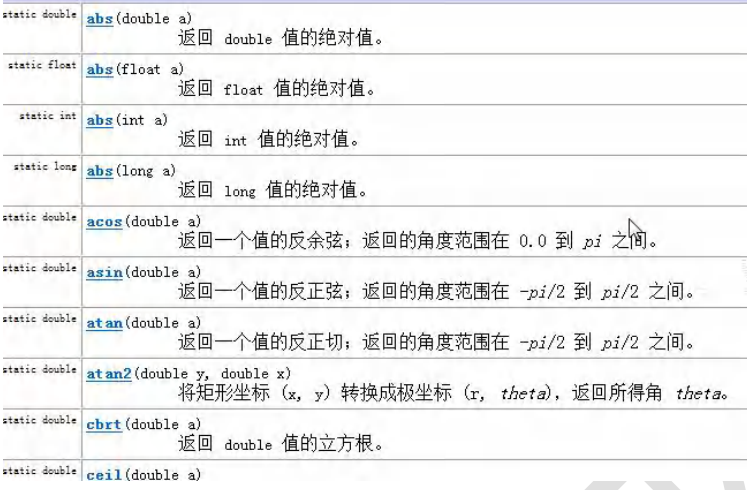 static double abs(double a)
返回 double 值的绝对值。
static float abs(float a)
返回 float 值的绝对值。
static int abs(int a)
返回 int 值的绝对值。
static long abs(long a)
返回 long 值的绝对值。
static double acos(double a)
返回一个值的反余弦；返回的角度范围在 0.0 到 pi 之间。
static double asin(double a)
返回一个值的反正弦；返回的角度范围在 -pi/2 到 pi/2 之间。
static double atan(double a)
返回一个值的反正切；返回的角度范围在 -pi/2 到 pi/2 之间。
static double atan2(double y, double x)
将矩形坐标 (x, y) 转换成极坐标 (r, theta)，返回所得角 theta。
static double cbrt(double a)
返回 double 值的立方根。
static double ceil(double a)